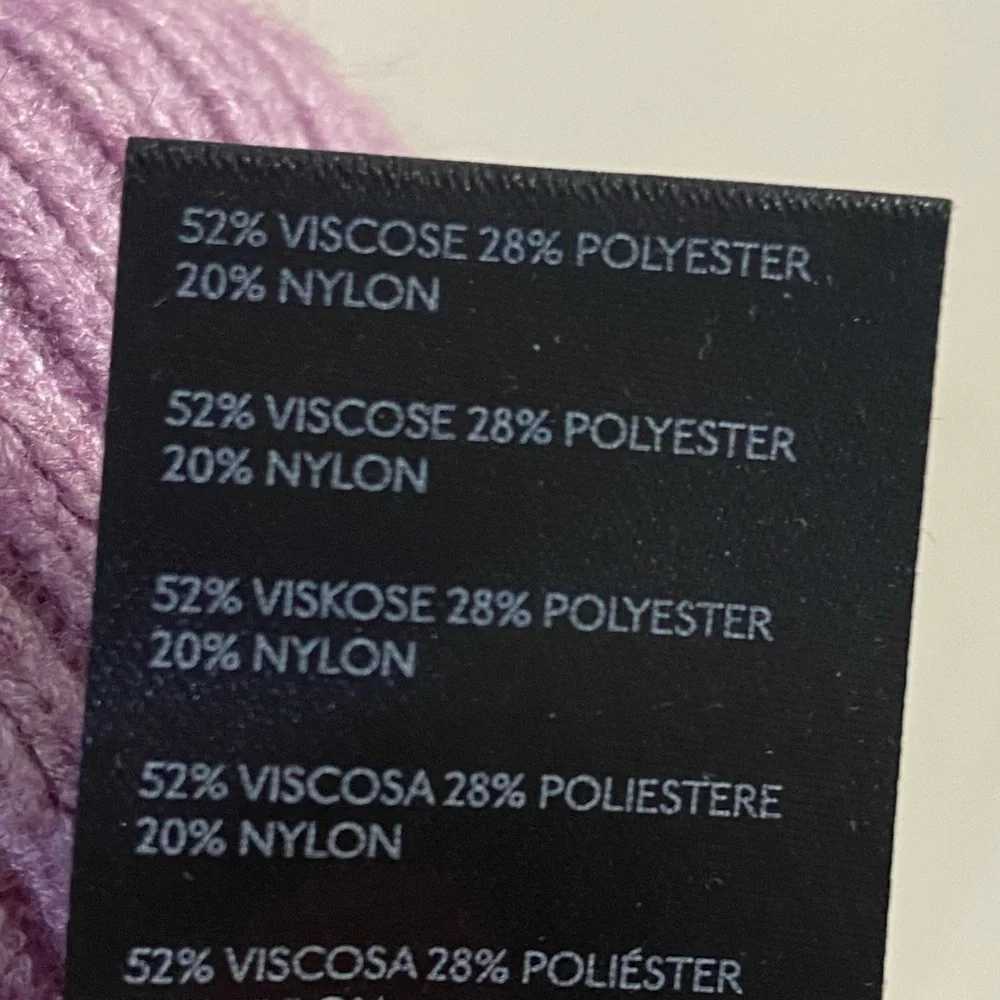 52% VISCOSE 28% POLYESTER
20% NYLON
52% VISCOSE 28% POLYESTER
20% NYLON
52% VISKOSE 28% POLYESTER
20% NYLON
52% VISCOSA 28% POLIESTERE
20% NYLON
52% VISCOSA 28% POLIÉSTER